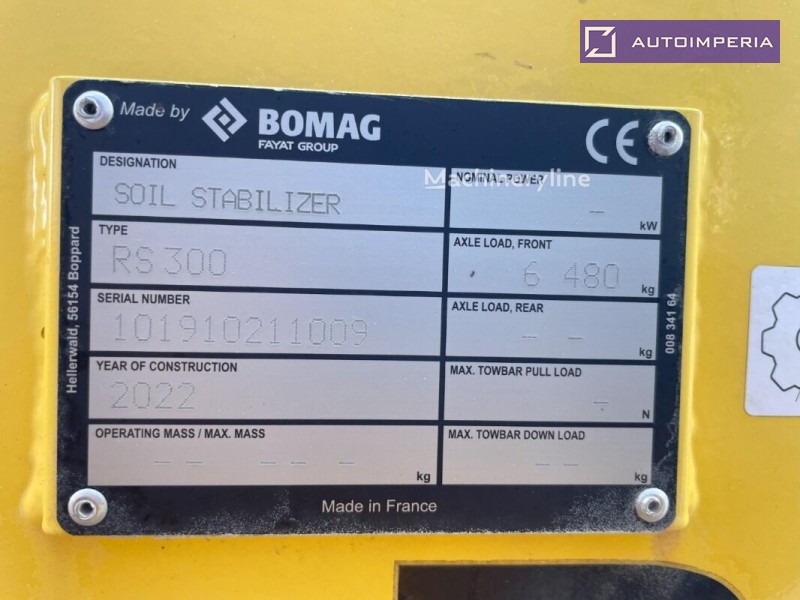 AUTOIMPERIA
Made by BOMAG
FAYAT GROUP
CE
Machineryline
DESIGNATION
SOIL STABILIZER
NOMINAL POWER
– kW
TYPE
RS 300
AXLE LOAD, FRONT
6 480 kg
SERIAL NUMBER
101910211009
AXLE LOAD, REAR
– – kg
YEAR OF CONSTRUCTION
2022
MAX. TOWBAR PULL LOAD
– N
OPERATING MASS / MAX. MASS
– – – – – kg
MAX. TOWBAR DOWN LOAD
– – kg
Hellerwald, 56154 Boppard
008 341 64
Made in France